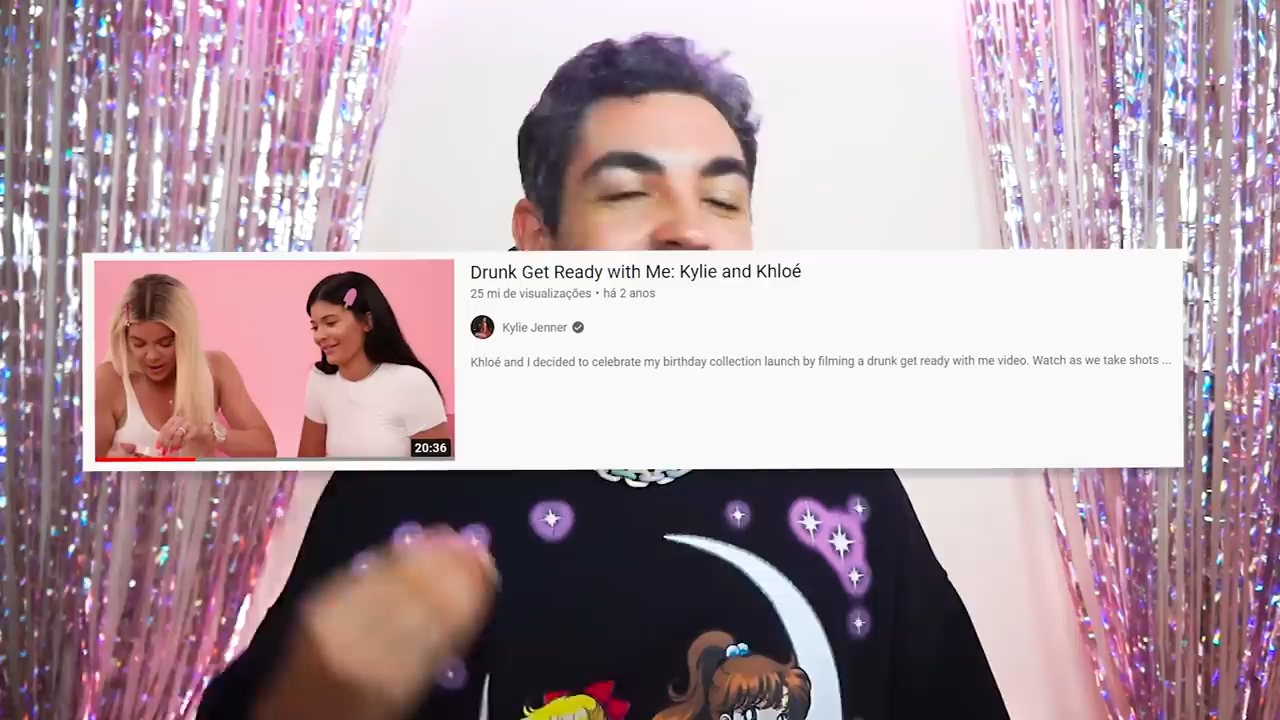 Drunk Get Ready with Me: Kylie and Khloé
25 mi de visualizações • há 2 anos
Kylie Jenner
Khloé and I decided to celebrate my birthday collection launch by filming a drunk get ready with me video. Watch as we take shots ...
20:36